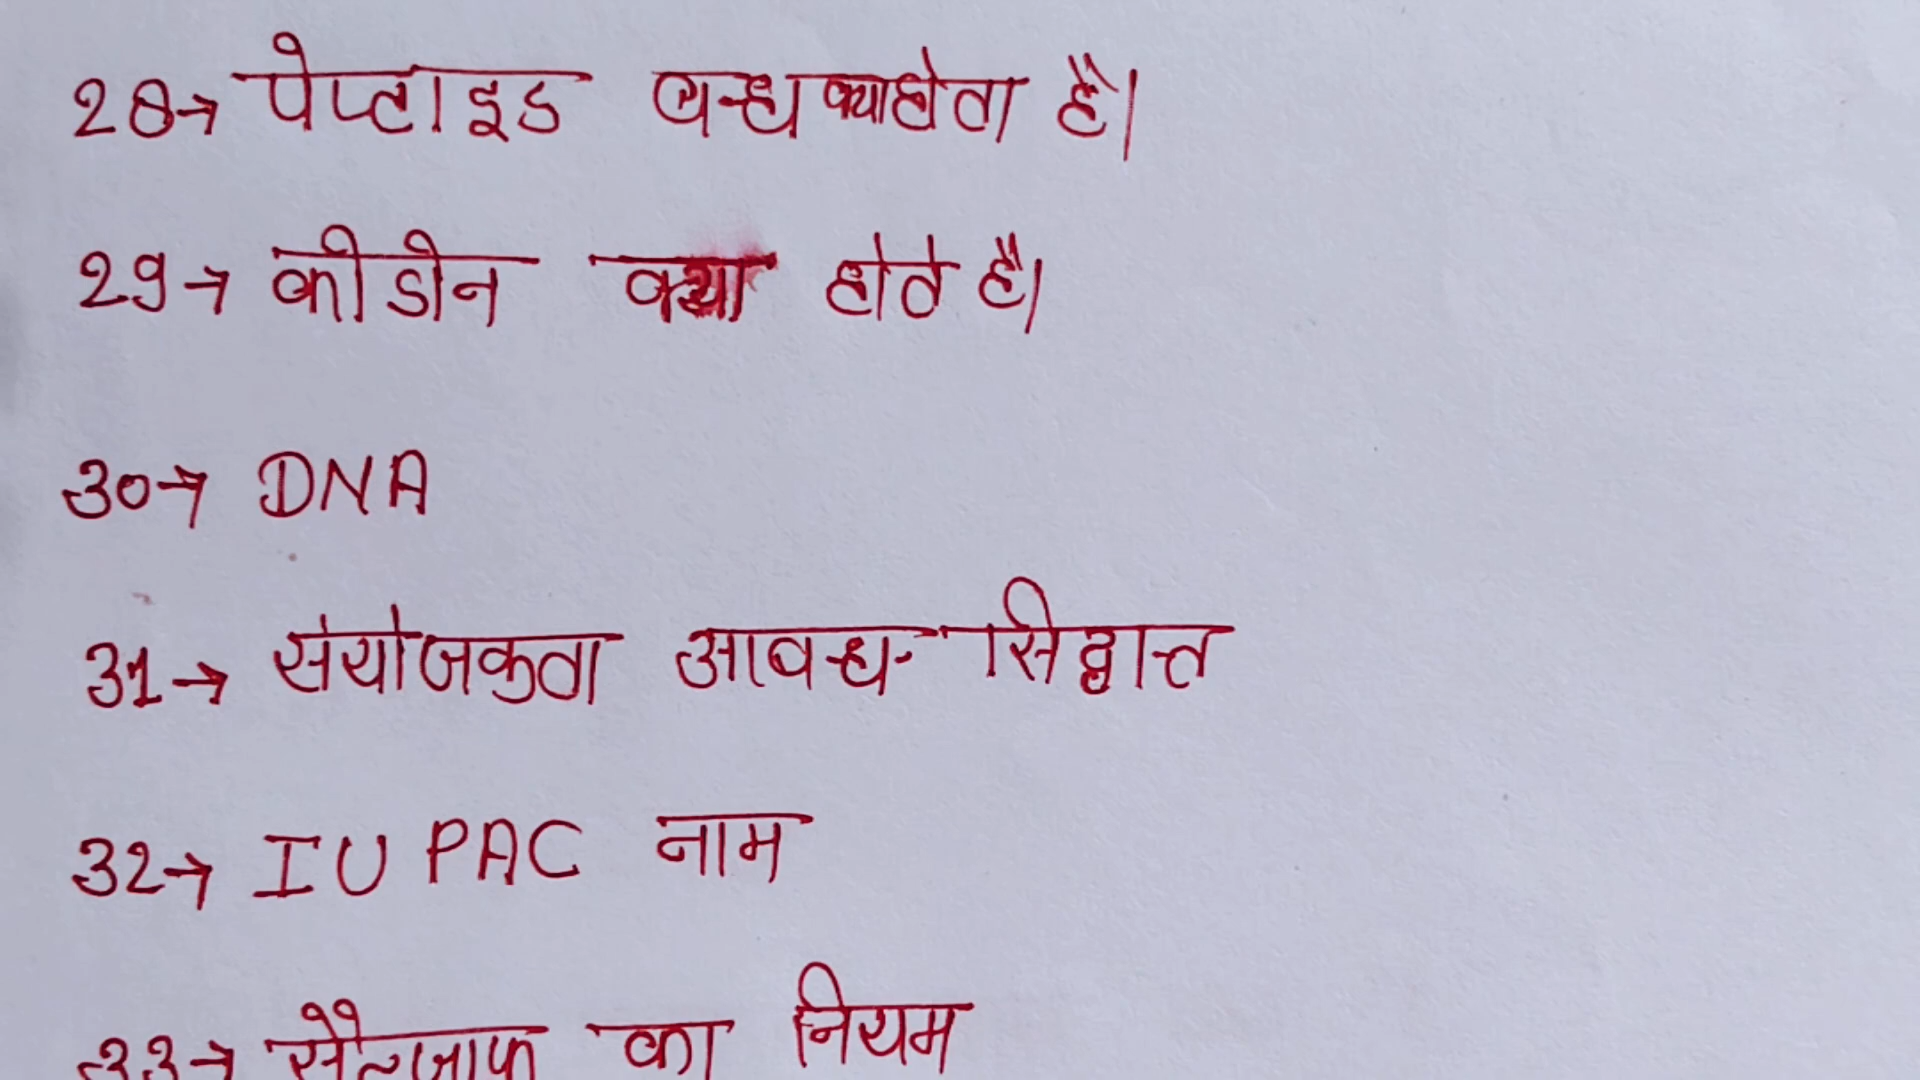 28→ पेप्टाइड बन्ध क्या होता है।
29→ कोडोन क्या होते है।
30→ DNA
31→ संयोजकता आबन्ध सिद्धान्त
32→ IUPAC नाम
33→ का नियम